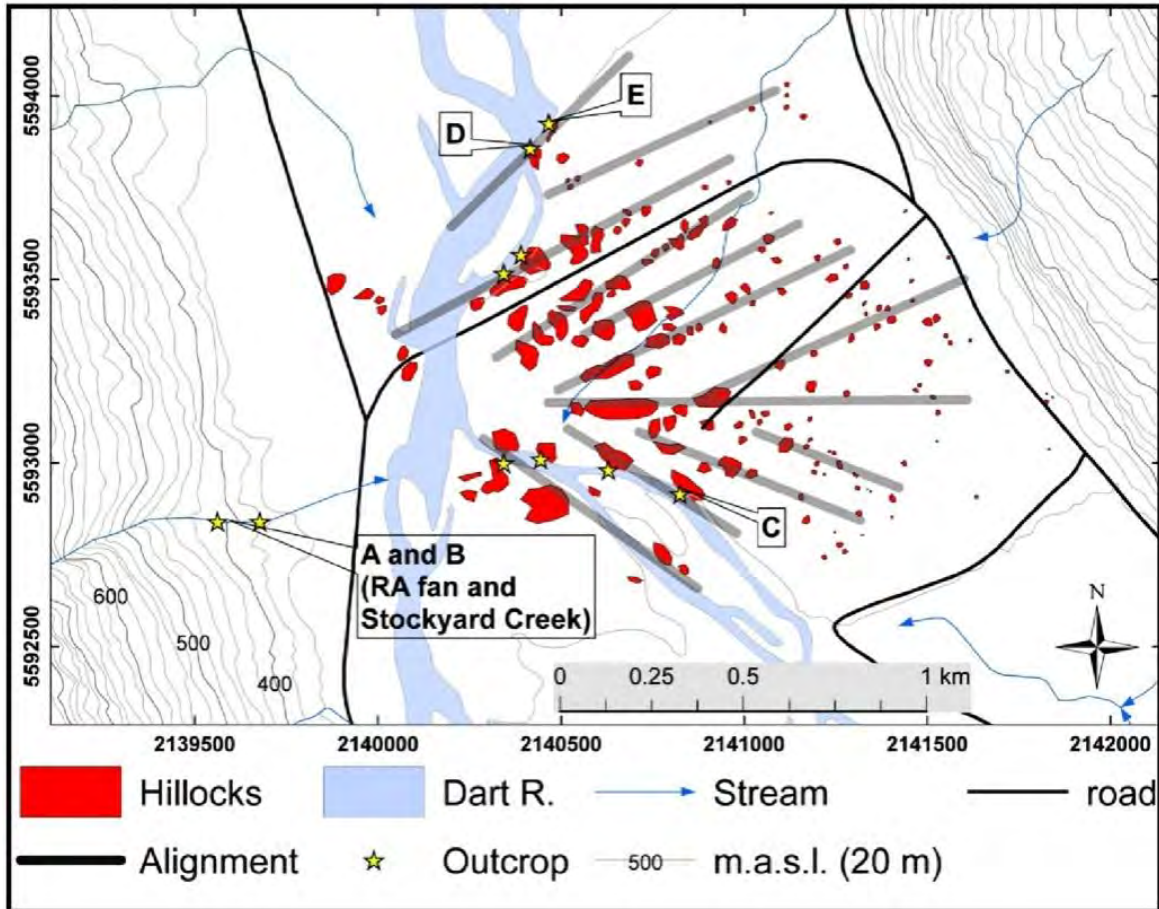 5594000
5593500
5593000
5592500
E
D
C
A and B
(RA fan and
Stockyard Creek)
600
500
400
N
0 0.25 0.5 1 km
2139500 2140000 2140500 2141000 2141500 2142000
Hillocks Dart R. Stream road
Alignment Outcrop 500 m.a.s.l. (20 m)